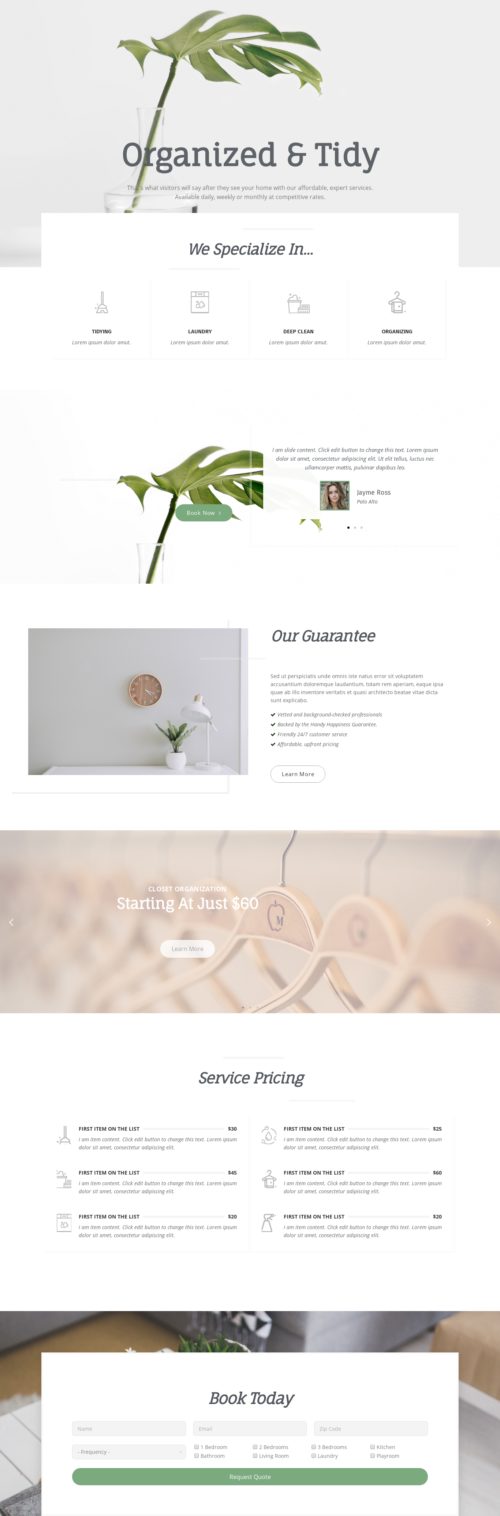 Organized & Tidy
That's what visitors will say after they see your home with our affordable, expert services.
Available daily, weekly or monthly at competitive rates.
We Specialize In...
TIDYING
Lorem ipsum dolor amut.
LAUNDRY
Lorem ipsum dolor amut.
DEEP CLEAN
Lorem ipsum dolor amut.
ORGANIZING
Lorem ipsum dolor amut.
I am slide content. Click edit button to change this text. Lorem ipsum
dolor sit amet, consectetur adipiscing elit. Ut elit tellus, luctus nec
ullamcorper mattis, pulvinar dapibus leo.
Jayme Ross
Palo Alto
Book Now
Our Guarantee
Sed ut perspiciatis unde omnis iste natus error sit voluptatem
accusantium doloremque laudantium, totam rem aperiam, eaque ipsa
quae ab illo inventore veritatis et quasi architecto beatae vitae dicta
sunt explicabo.
Vetted and background-checked professionals
Backed by the Handy Happiness Guarantee.
Friendly 24/7 customer service
Affordable, upfront pricing
Learn More
CLOSET ORGANIZATION
Starting At Just $60
Learn More
Service Pricing
FIRST ITEM ON THE LIST $30
I am item content. Click edit button to change this text. Lorem ipsum
dolor sit amet, consectetur adipiscing elit.
FIRST ITEM ON THE LIST $25
I am item content. Click edit button to change this text. Lorem ipsum
dolor sit amet, consectetur adipiscing elit.
FIRST ITEM ON THE LIST $45
I am item content. Click edit button to change this text. Lorem ipsum
dolor sit amet, consectetur adipiscing elit.
FIRST ITEM ON THE LIST $60
I am item content. Click edit button to change this text. Lorem ipsum
dolor sit amet, consectetur adipiscing elit.
FIRST ITEM ON THE LIST $20
I am item content. Click edit button to change this text. Lorem ipsum
dolor sit amet, consectetur adipiscing elit.
FIRST ITEM ON THE LIST $20
I am item content. Click edit button to change this text. Lorem ipsum
dolor sit amet, consectetur adipiscing elit.
Book Today
Name Email Zip Code
- Frequency -
1 Bedroom 2 Bedrooms 3 Bedrooms Kitchen
Bathroom Living Room Laundry Playroom
Request Quote